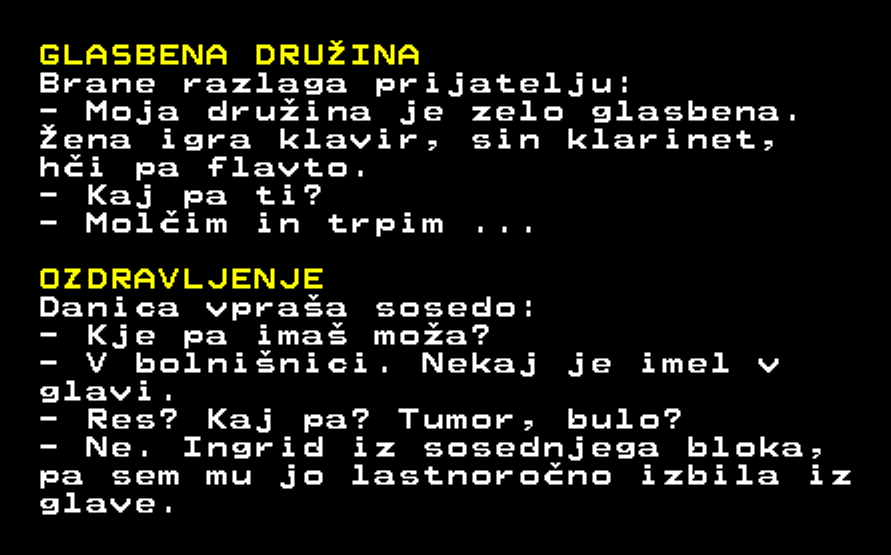 GLASBENA DRUŽINA
Brane razlaga prijatelju:
- Moja družina je zelo glasbena.
Žena igra klavir, sin klarinet,
hči pa flavto.
- Kaj pa ti?
- Molčim in trpim ...
OZDRAVLJENJE
Danica vpraša sosedo:
- Kje pa imaš moža?
- V bolnišnici. Nekaj je imel v
glavi.
- Res? Kaj pa? Tumor, bulo?
- Ne. Ingrid iz sosednjega bloka,
pa sem mu jo lastnoročno izbila iz
glave.